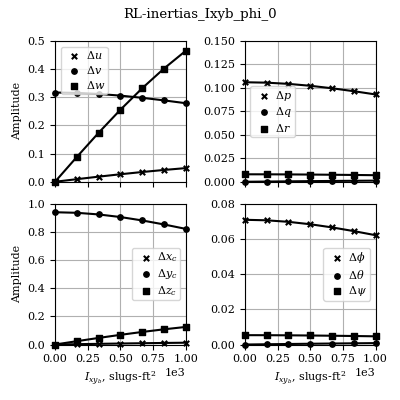 RL-inertias_Ixyb_phi_0
0.5 0.4 0.3 0.2 0.1 0.0
Amplitude
Δu
Δv
Δw
0.150 0.125 0.100 0.075 0.050 0.025 0.000
Δp
Δq
Δr
1.0 0.8 0.6 0.4 0.2 0.0
Amplitude
Δx_c
Δy_c
Δz_c
0.00 0.25 0.50 0.75 1.00
I_{xy_b}, slugs-ft²
1e3
0.08 0.06 0.04 0.02 0.00
Δϕ
Δθ
Δψ
0.00 0.25 0.50 0.75 1.00
I_{xy_b}, slugs-ft²
1e3